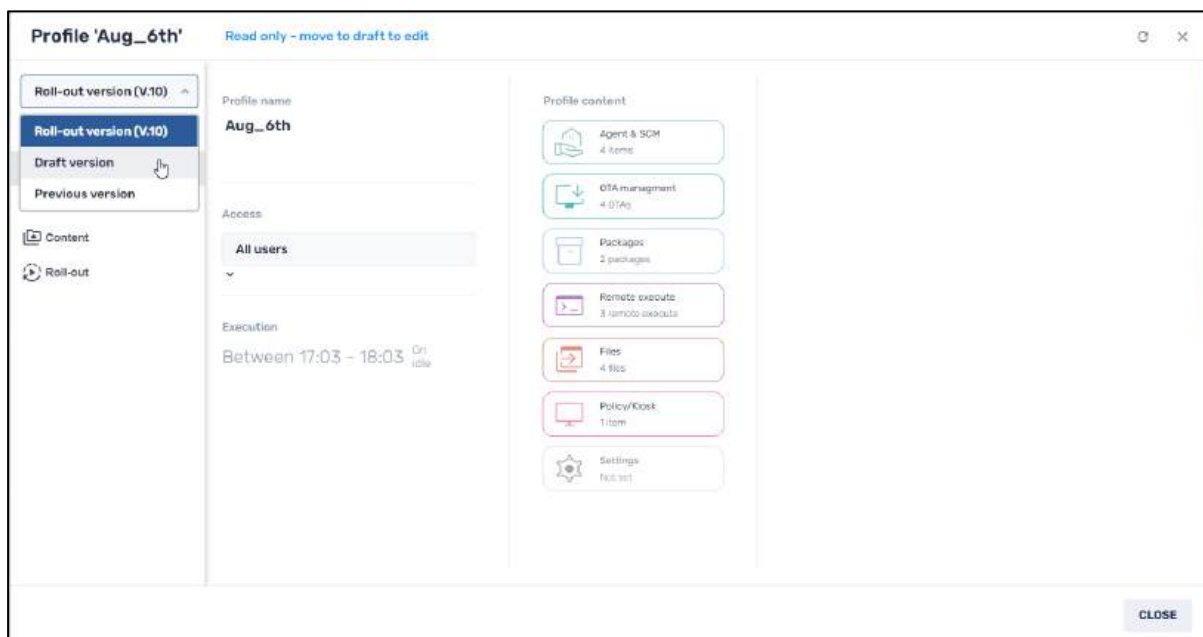 Profile 'Aug_6th'
Read only - move to draft to edit
Roll-out version (V.10)
Roll-out version (V.10)
Draft version
Previous version
Content
Roll-out
Profile name
Aug_6th
Access
All users
Execution
Between 17:03 - 18:03 On idle
Profile content
Agent & SCM
4 items
OTA managment
4 OTAs
Packages
2 packages
Remote execute
3 remote execute
Files
4 files
Policy/Kiosk
1 item
Settings
Not set
CLOSE